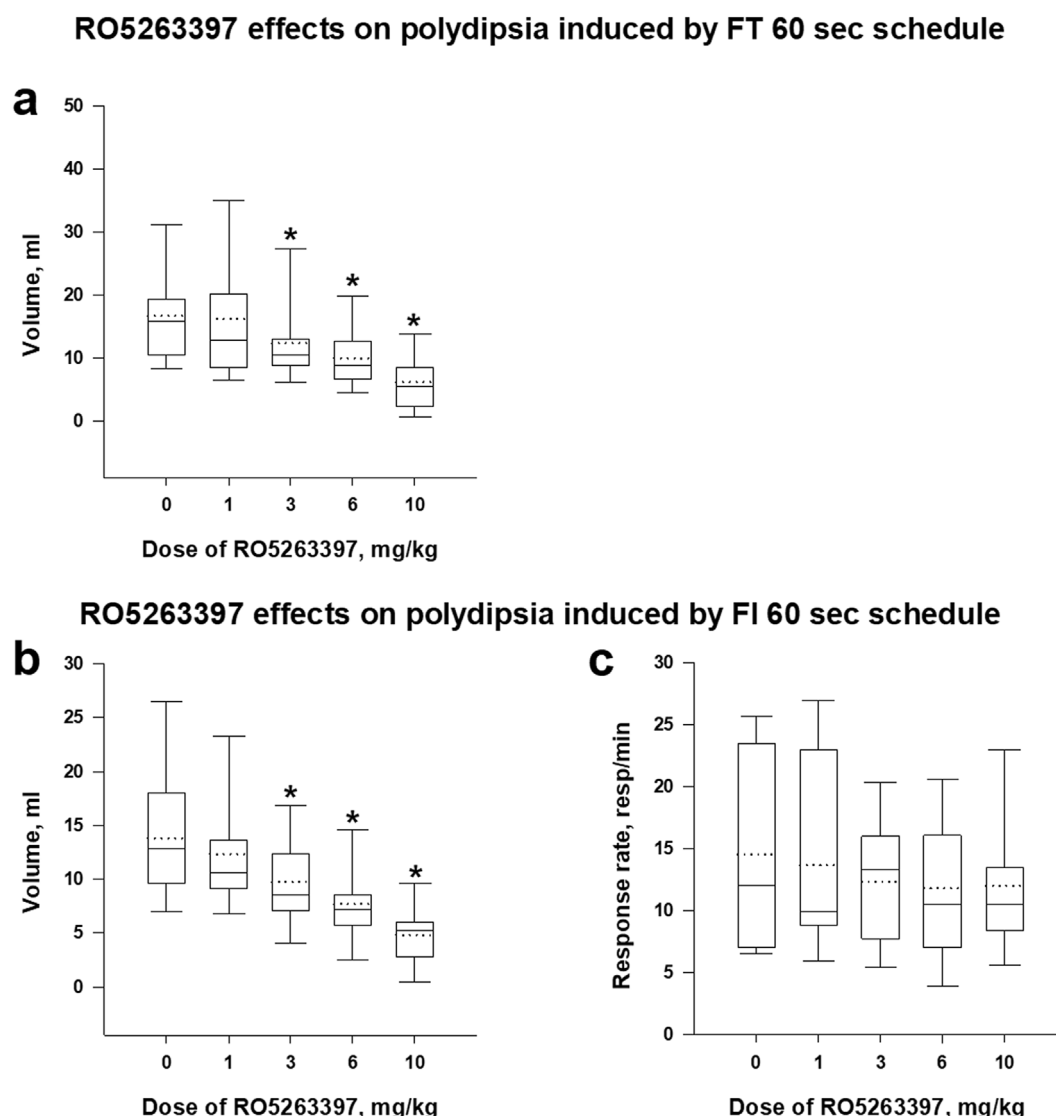 RO5263397 effects on polydipsia induced by FT 60 sec schedule
a
50
40
30
20
10
0
Volume, ml
*
*
*
0 1 3 6 10
Dose of RO5263397, mg/kg
RO5263397 effects on polydipsia induced by FI 60 sec schedule
b
30
25
20
15
10
5
0
Volume, ml
*
*
*
0 1 3 6 10
Dose of RO5263397, mg/kg
c
30
25
20
15
10
5
0
Response rate, resp/min
0 1 3 6 10
Dose of RO5263397, mg/kg